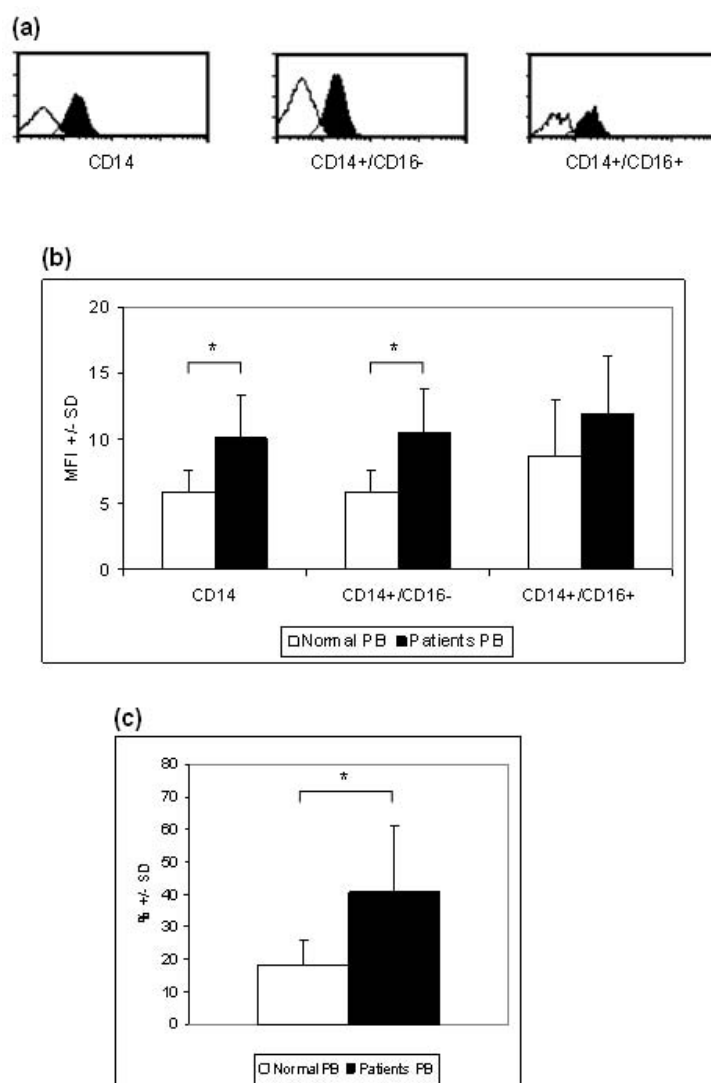 (a)
CD14 CD14+/CD16- CD14+/CD16+
(b)
20
15
10
5
0
MFI +/- SD
* *
CD14 CD14+/CD16- CD14+/CD16+
Normal PB Patients PB
(c)
80
70
60
50
40
30
20
10
0
% +/- SD
*
Normal PB Patients PB